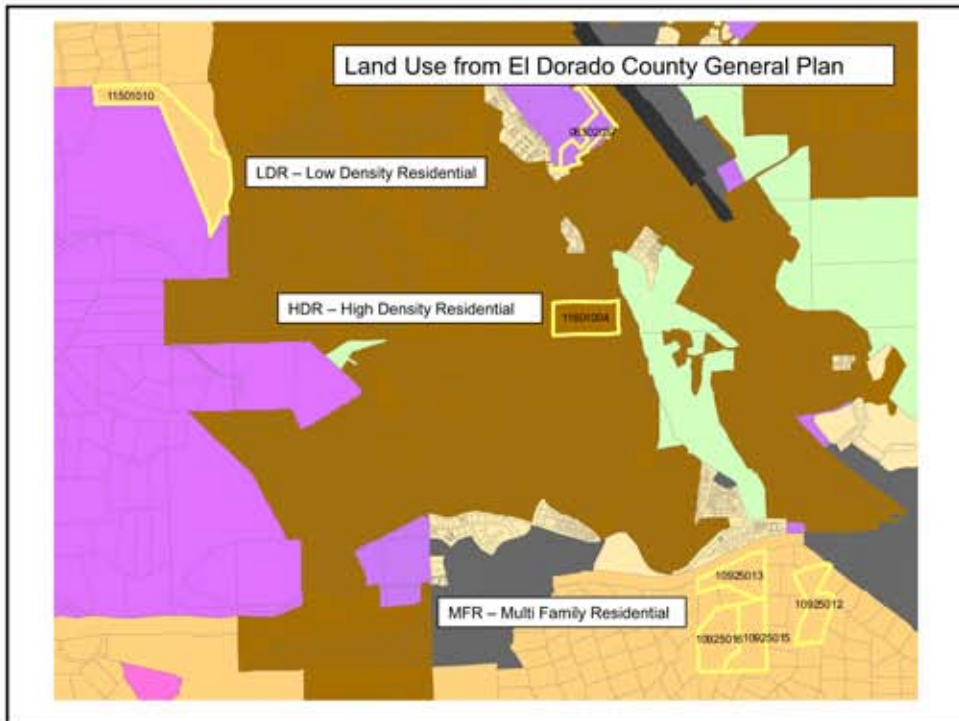 Land Use from El Dorado County General Plan
11501010
LDR – Low Density Residential
HDR – High Density Residential
11601004
10925013
10925012
MFR – Multi Family Residential
10925016
10925015